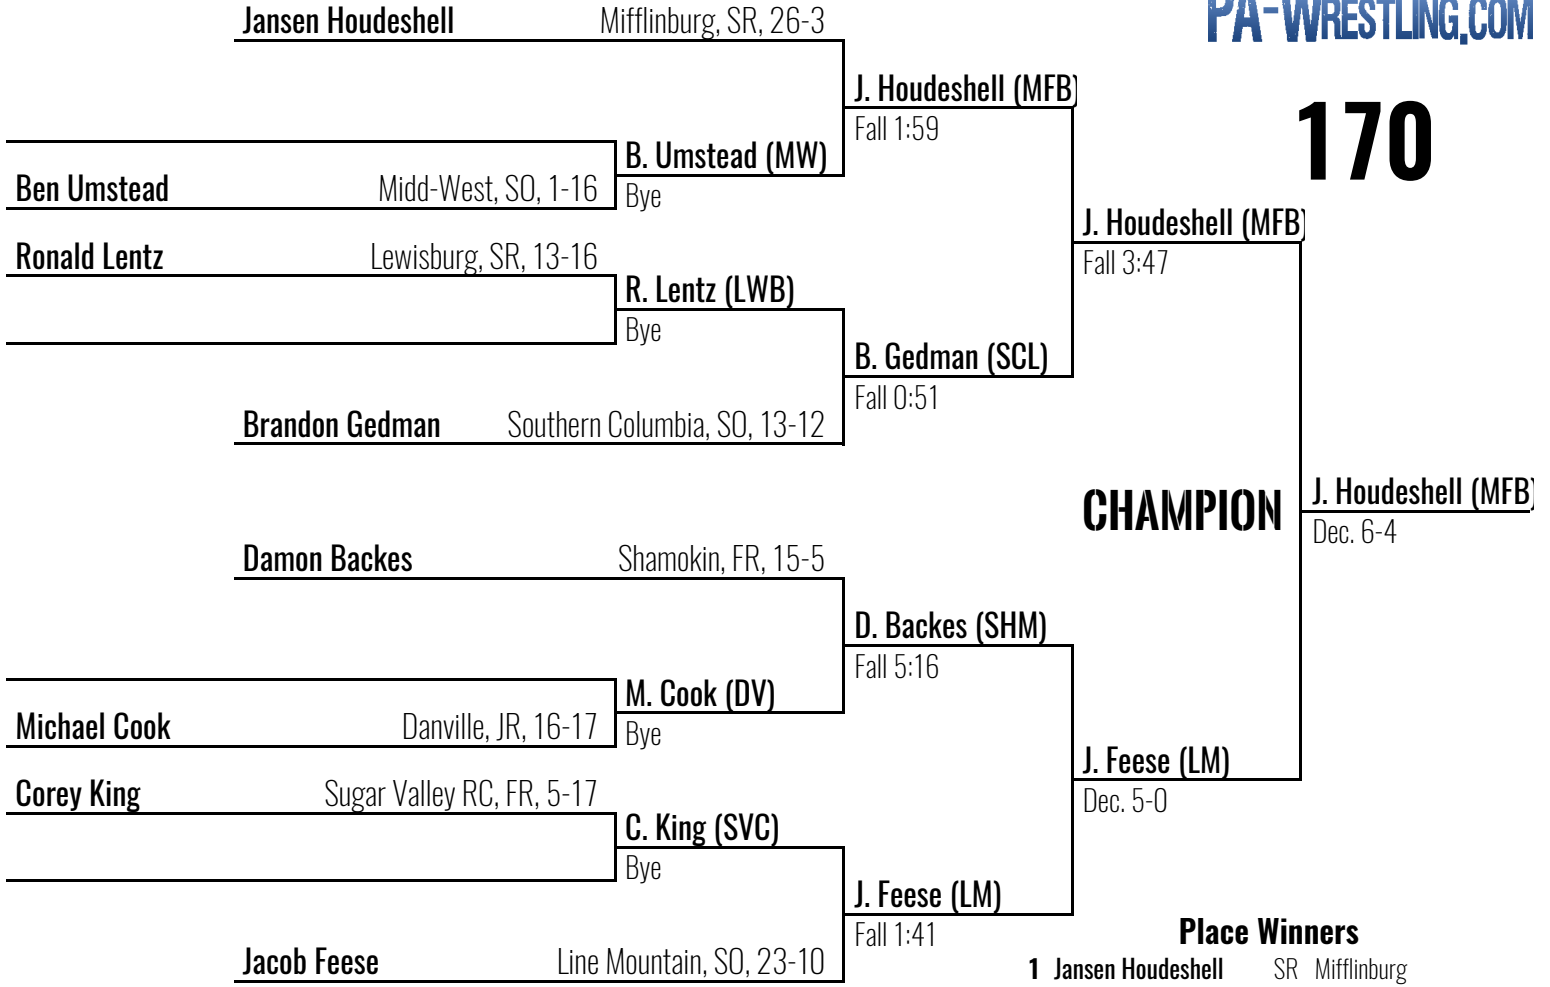 Jansen Houdeshell Mifflinburg, SR, 26-3
PA-WRESTLING.COM
J. Houdeshell (MFB)
Fall 1:59
170
B. Umstead (MW)
Ben Umstead Midd-West, SO, 1-16
Bye
J. Houdeshell (MFB)
Ronald Lentz Lewisburg, SR, 13-16
Fall 3:47
R. Lentz (LWB)
Bye
B. Gedman (SCL)
Fall 0:51
Brandon Gedman Southern Columbia, SO, 13-12
CHAMPION
J. Houdeshell (MFB)
Dec. 6-4
Damon Backes Shamokin, FR, 15-5
D. Backes (SHM)
Fall 5:16
M. Cook (DV)
Michael Cook Danville, JR, 16-17
Bye
J. Feese (LM)
Corey King Sugar Valley RC, FR, 5-17
Dec. 5-0
C. King (SVC)
Bye
J. Feese (LM)
Fall 1:41
Place Winners
Jacob Feese Line Mountain, SO, 23-10
1 Jansen Houdeshell SR Mifflinburg